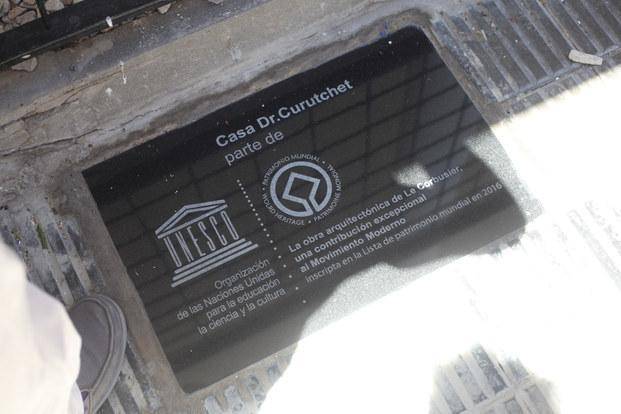 Casa Dr.Curutchet
parte de
UNESCO
Organización
de las Naciones Unidas
para la educación
la ciencia y la cultura
PATRIMONIO MUNDIAL • WORLD HERITAGE • PATRIMOINE MONDIAL
La obra arquitectónica de Le Corbusier,
una contribución excepcional
al Movimiento Moderno
Inscripta en la Lista de patrimonio mundial en 2016